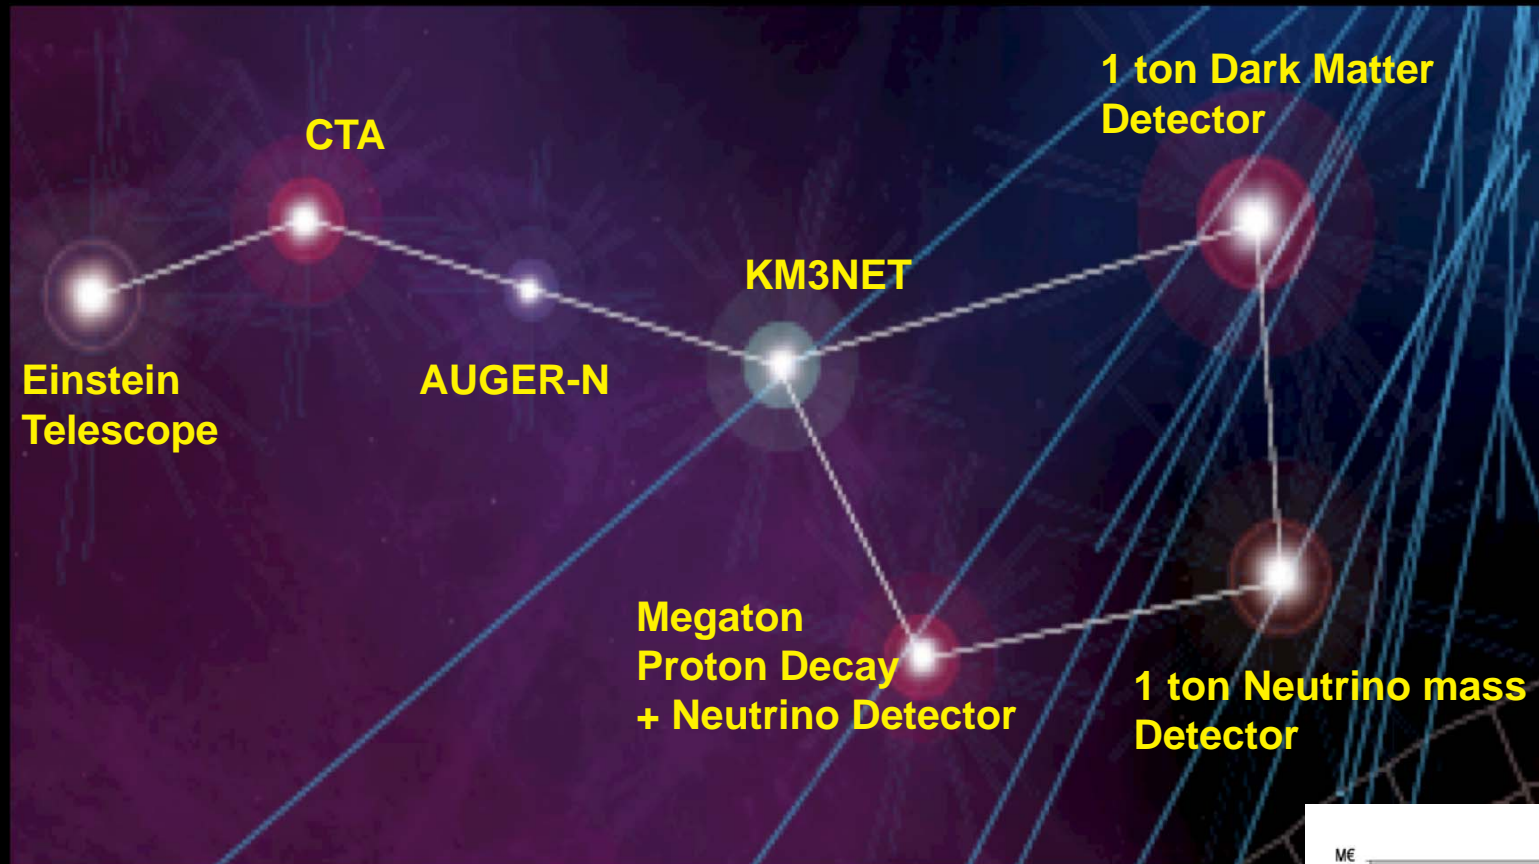 1 ton Dark Matter
Detector
CTA
KM3NET
Einstein
Telescope
AUGER-N
Megaton
Proton Decay
+ Neutrino Detector
1 ton Neutrino mass
Detector
M€